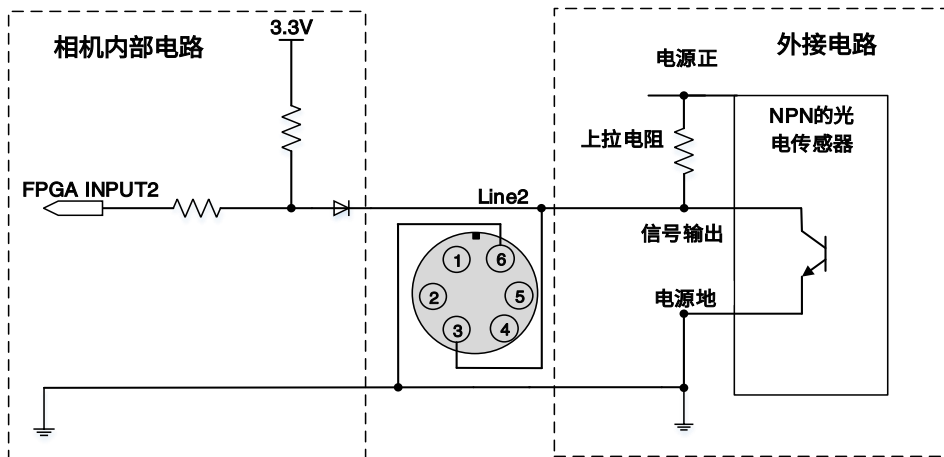 相机内部电路
3.3V
外接电路
电源正
NPN的光
电传感器
上拉电阻
FPGA INPUT2
Line2
信号输出
1
6
2
5
3
4
电源地